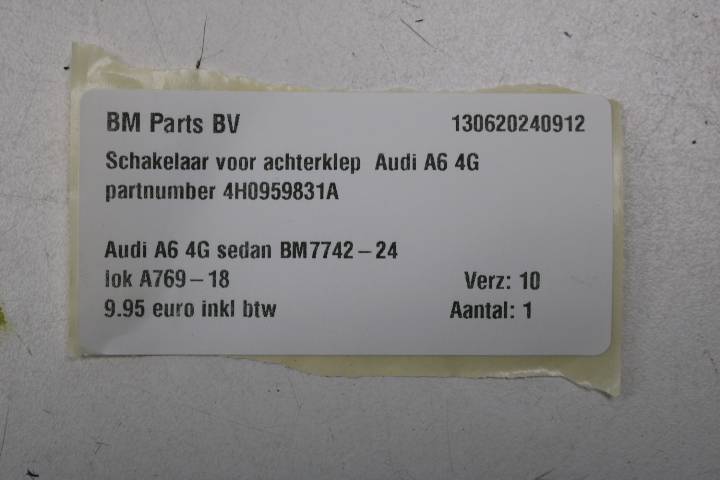 BM Parts BV 130620240912
Schakelaar voor achterklep Audi A6 4G
partnumber 4H0959831A
Audi A6 4G sedan BM7742-24
lok A769-18 Verz: 10
9.95 euro inkl btw Aantal: 1